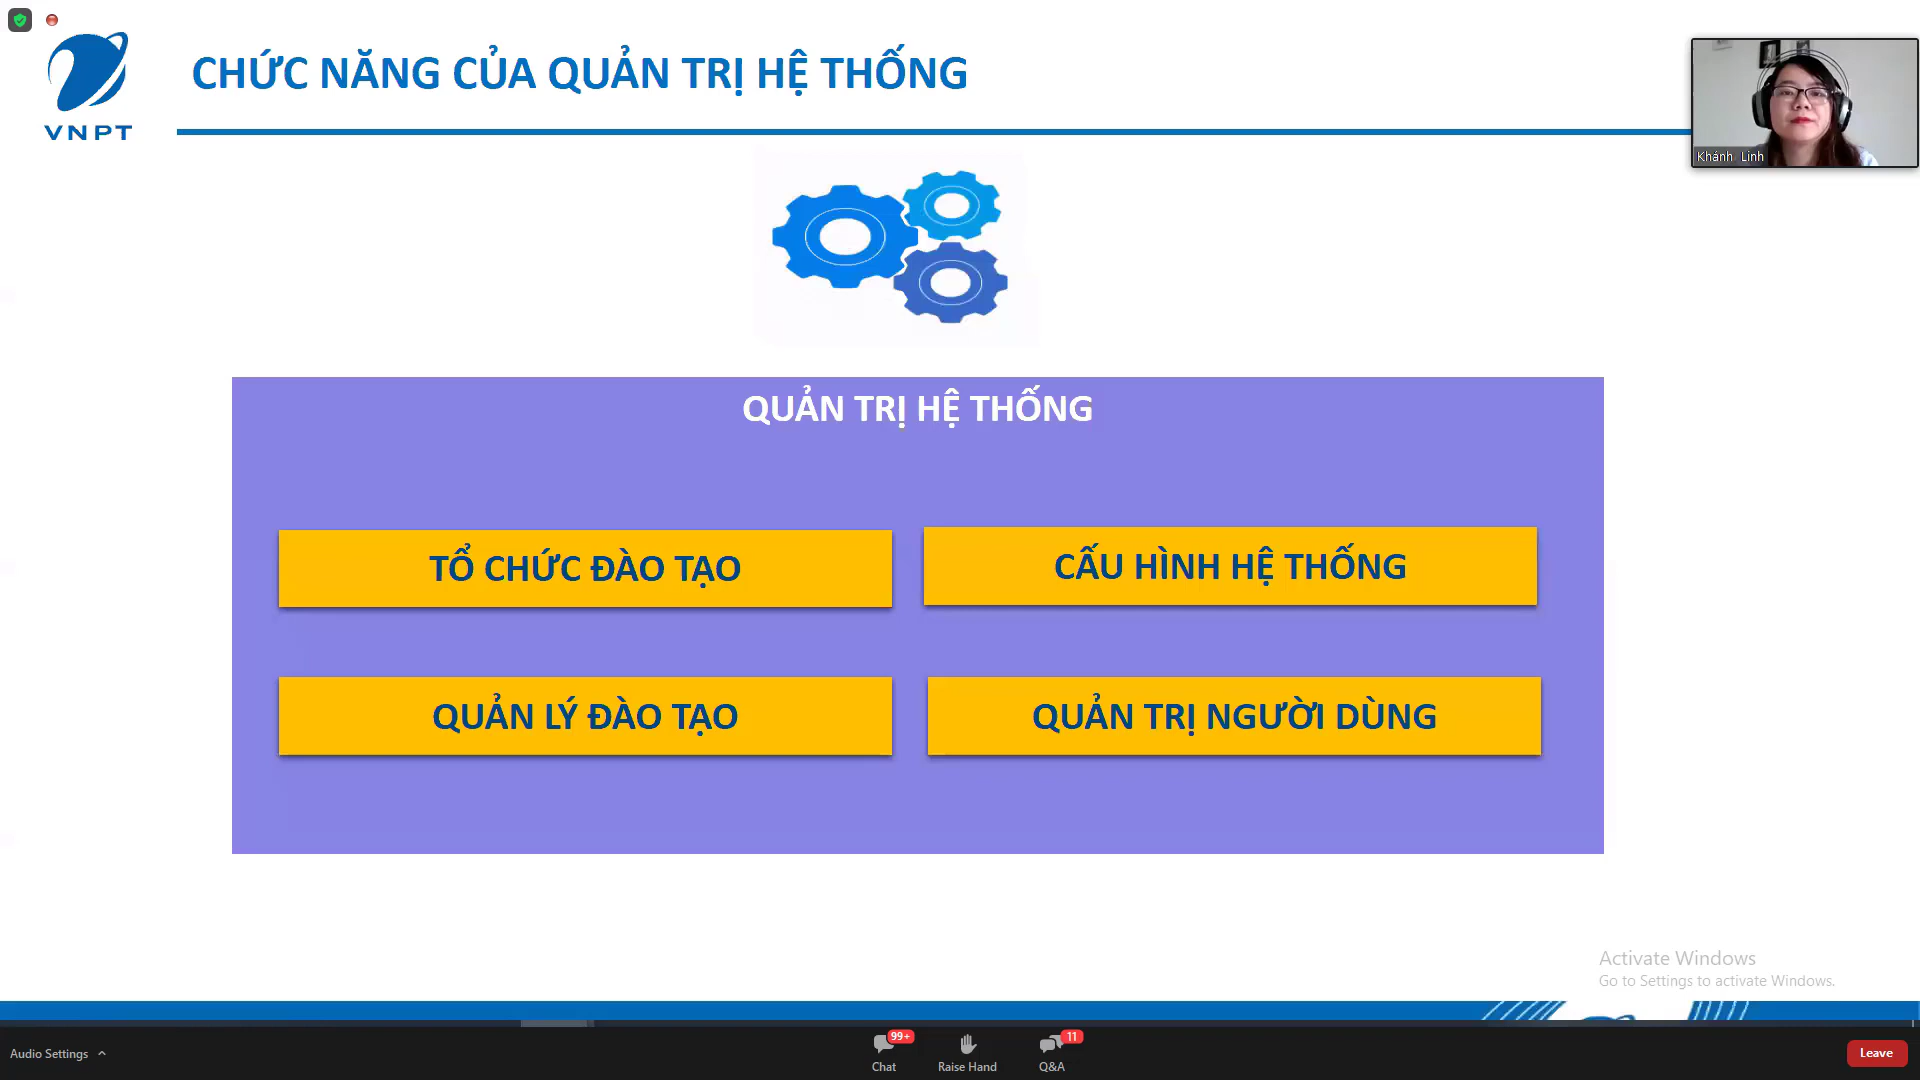 CHỨC NĂNG CỦA QUẢN TRỊ HỆ THỐNG
VNPT
Khánh Linh
QUẢN TRỊ HỆ THỐNG
TỔ CHỨC ĐÀO TẠO
CẤU HÌNH HỆ THỐNG
QUẢN LÝ ĐÀO TẠO
QUẢN TRỊ NGƯỜI DÙNG
Activate Windows
Go to Settings to activate Windows.
Audio Settings
99+
Chat
Raise Hand
11
Q&A
Leave